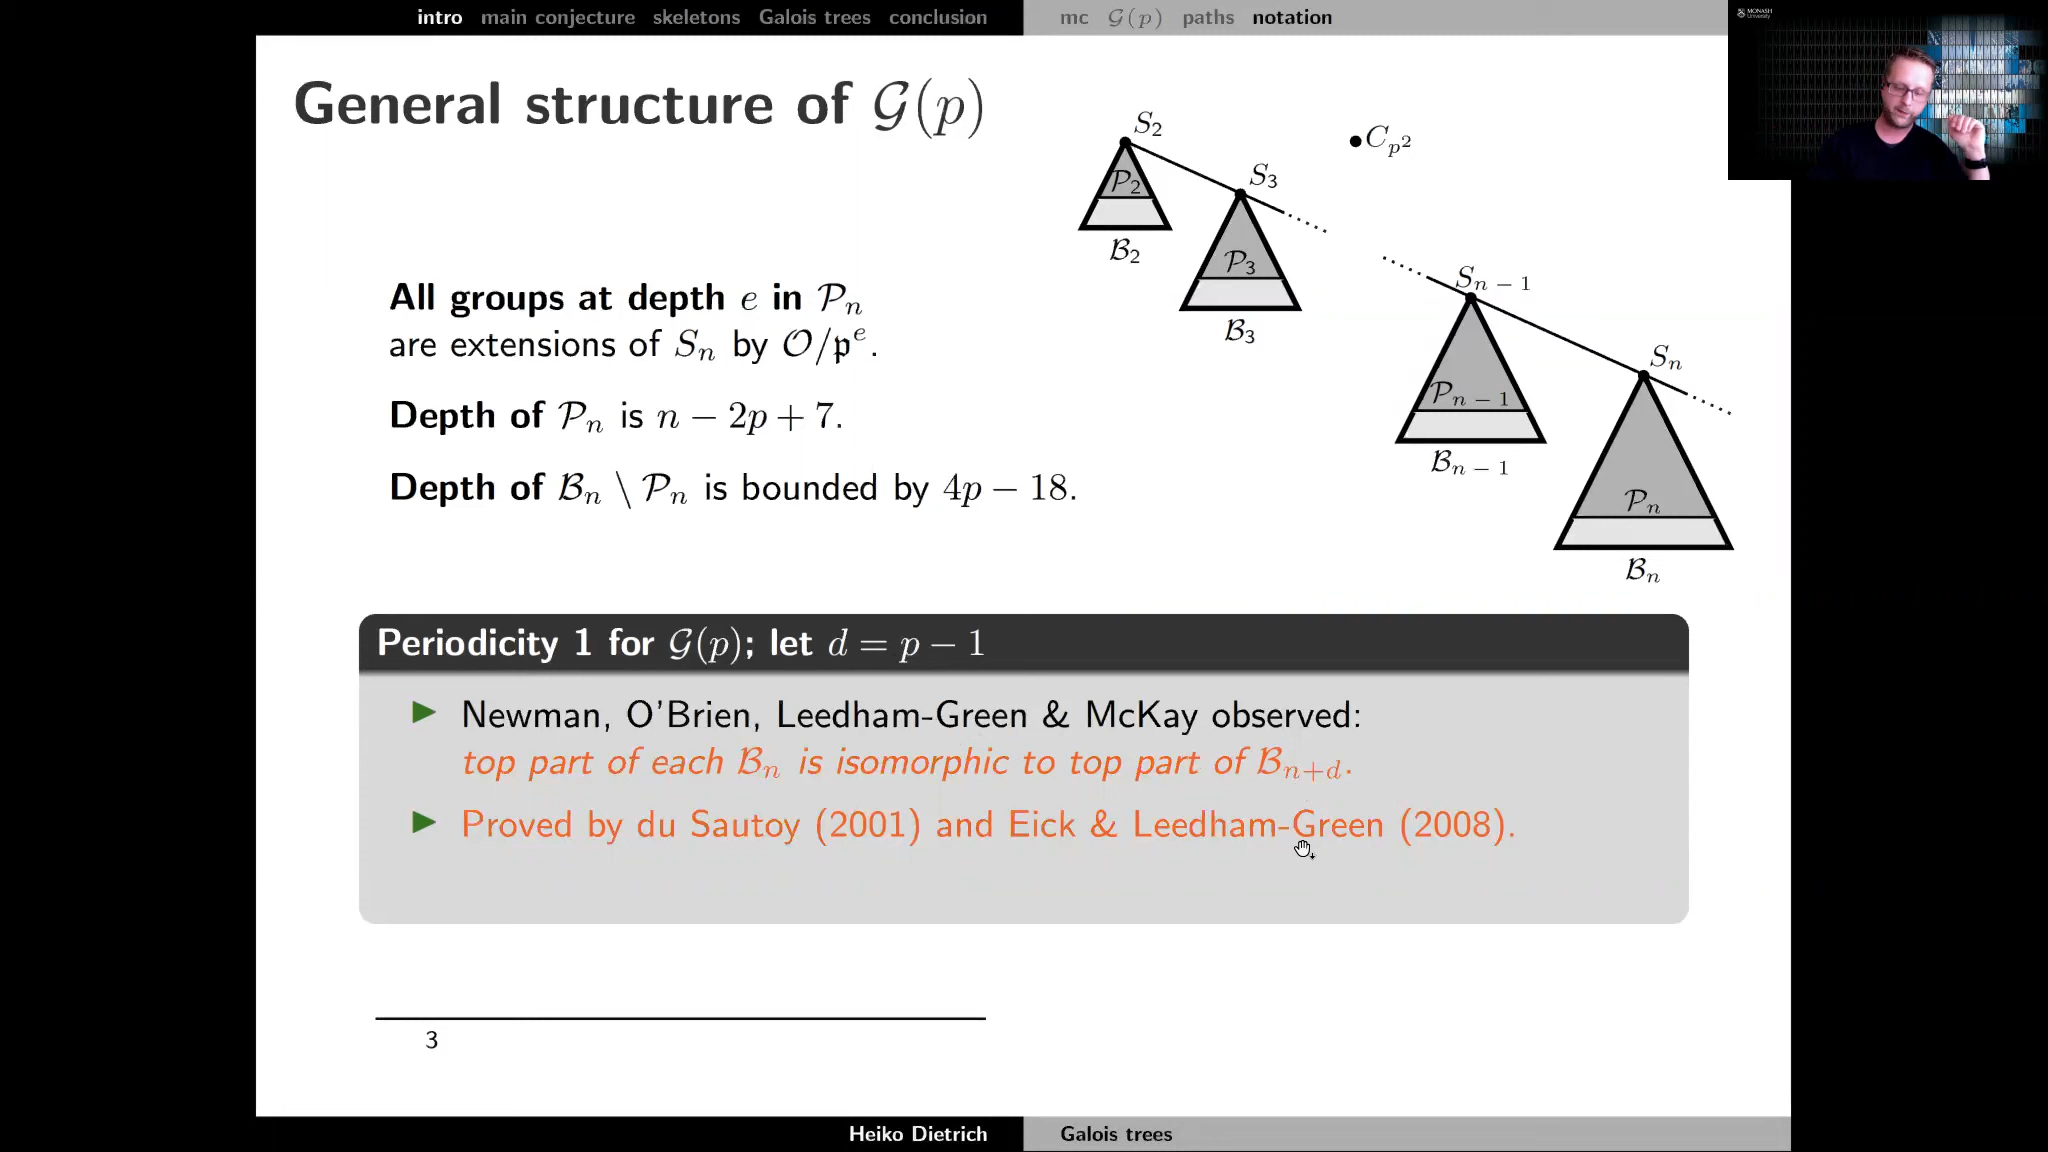 intro main conjecture skeletons Galois trees conclusion
mc 𝒢(p) paths notation
MONASH University
General structure of 𝒢(p)
S₂
C_{p²}
S₃
𝒫₂
ℬ₂
𝒫₃
ℬ₃
S_{n − 1}
S_n
𝒫_{n − 1}
ℬ_{n − 1}
𝒫_n
ℬ_n
All groups at depth e in 𝒫_n
are extensions of S_n by 𝒪/𝔭^e.
Depth of 𝒫_n is n − 2p + 7.
Depth of ℬ_n \ 𝒫_n is bounded by 4p − 18.
Periodicity 1 for 𝒢(p); let d = p − 1
Newman, O'Brien, Leedham-Green & McKay observed:
top part of each ℬ_n is isomorphic to top part of ℬ_{n+d}.
Proved by du Sautoy (2001) and Eick & Leedham-Green (2008).
3
Heiko Dietrich
Galois trees